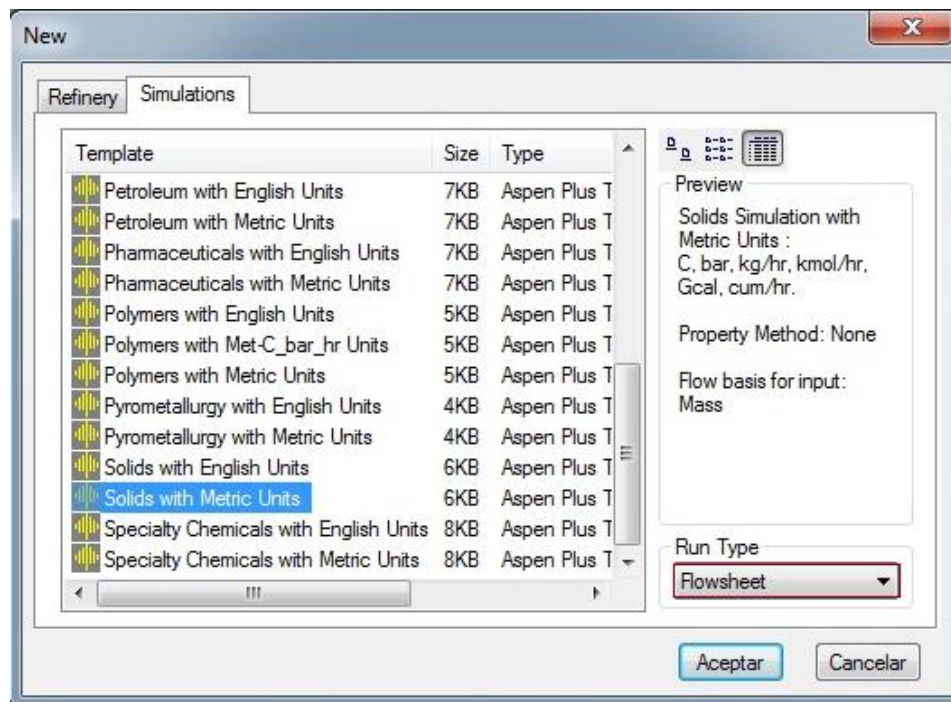 New
Refinery Simulations
Template Size Type
Petroleum with English Units 7KB Aspen Plus T
Petroleum with Metric Units 7KB Aspen Plus T
Pharmaceuticals with English Units 7KB Aspen Plus T
Pharmaceuticals with Metric Units 7KB Aspen Plus T
Polymers with English Units 5KB Aspen Plus T
Polymers with Met-C_bar_hr Units 5KB Aspen Plus T
Polymers with Metric Units 5KB Aspen Plus T
Pyrometallurgy with English Units 4KB Aspen Plus T
Pyrometallurgy with Metric Units 4KB Aspen Plus T
Solids with English Units 6KB Aspen Plus T
Solids with Metric Units 6KB Aspen Plus T
Specialty Chemicals with English Units 8KB Aspen Plus T
Specialty Chemicals with Metric Units 8KB Aspen Plus T
Preview
Solids Simulation with
Metric Units :
C, bar, kg/hr, kmol/hr,
Gcal, cum/hr.
Property Method: None
Flow basis for input:
Mass
Run Type
Flowsheet
Aceptar Cancelar